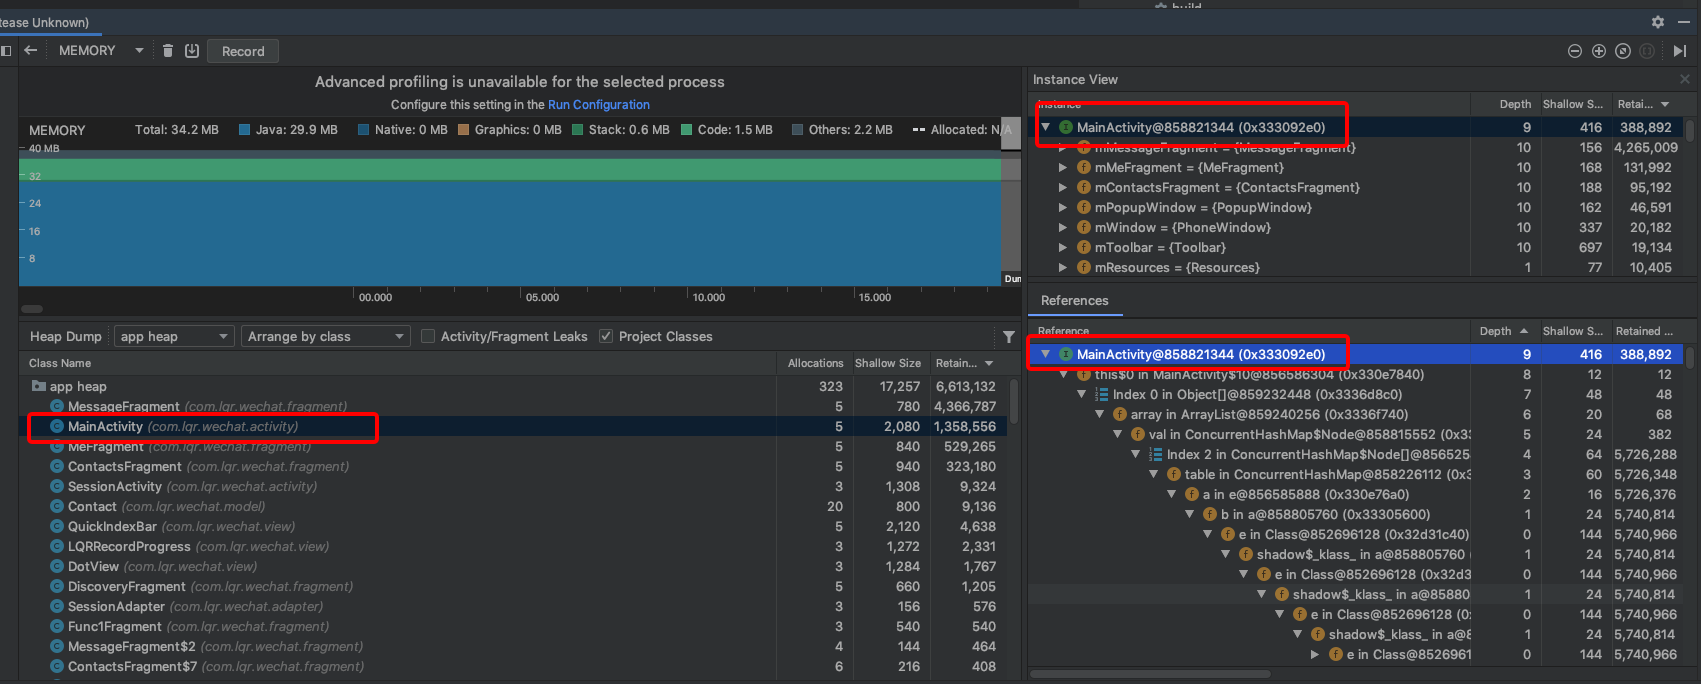 build
tease Unknown)
MEMORY Record
Advanced profiling is unavailable for the selected process
Configure this setting in the Run Configuration
MEMORY Total: 34.2 MB Java: 29.9 MB Native: 0 MB Graphics: 0 MB Stack: 0.6 MB Code: 1.5 MB Others: 2.2 MB Allocated: N/A
40 MB
32
24
16
8
00.000 05.000 10.000 15.000
Heap Dump app heap Arrange by class Activity/Fragment Leaks Project Classes
Class Name Allocations Shallow Size Retain...
app heap 323 17,257 6,613,132
MessageFragment (com.lqr.wechat.fragment) 5 780 4,366,787
MainActivity (com.lqr.wechat.activity) 5 2,080 1,358,556
MeFragment (com.lqr.wechat.fragment) 5 840 529,265
ContactsFragment (com.lqr.wechat.fragment) 5 940 323,180
SessionActivity (com.lqr.wechat.activity) 3 1,308 9,324
Contact (com.lqr.wechat.model) 20 800 9,136
QuickIndexBar (com.lqr.wechat.view) 5 2,120 4,638
LQRRecordProgress (com.lqr.wechat.view) 3 1,272 2,331
DotView (com.lqr.wechat.view) 3 1,284 1,767
DiscoveryFragment (com.lqr.wechat.fragment) 5 660 1,205
SessionAdapter (com.lqr.wechat.adapter) 3 156 576
Func1Fragment (com.lqr.wechat.fragment) 3 540 540
MessageFragment$2 (com.lqr.wechat.fragment) 4 144 464
ContactsFragment$7 (com.lqr.wechat.fragment) 6 216 408
Instance View
Instance Depth Shallow S... Retai...
MainActivity@858821344 (0x333092e0) 9 416 388,892
mMessageFragment = {MessageFragment} 10 156 4,265,009
mMeFragment = {MeFragment} 10 168 131,992
mContactsFragment = {ContactsFragment} 10 188 95,192
mPopupWindow = {PopupWindow} 10 162 46,591
mWindow = {PhoneWindow} 10 337 20,182
mToolbar = {Toolbar} 10 697 19,134
mResources = {Resources} 1 77 10,405
References
Reference Depth Shallow S... Retained ...
MainActivity@858821344 (0x333092e0) 9 416 388,892
this$0 in MainActivity$10@856586304 (0x330e7840) 8 12 12
Index 0 in Object[]@859232448 (0x3336d8c0) 7 48 48
array in ArrayList@859240256 (0x3336f740) 6 20 68
val in ConcurrentHashMap$Node@858815552 (0x33 5 24 382
Index 2 in ConcurrentHashMap$Node[]@856525 4 64 5,726,288
table in ConcurrentHashMap@858226112 (0x3 3 60 5,726,348
a in e@856585888 (0x330e76a0) 2 16 5,726,376
b in a@858805760 (0x33305600) 1 24 5,740,814
e in Class@852696128 (0x32d31c40) 0 144 5,740,966
shadow$_klass_ in a@858805760 ( 1 24 5,740,814
e in Class@852696128 (0x32d3 0 144 5,740,966
shadow$_klass_ in a@85880 1 24 5,740,814
e in Class@852696128 (0 0 144 5,740,966
shadow$_klass_ in a@8 1 24 5,740,814
e in Class@8526961 0 144 5,740,966